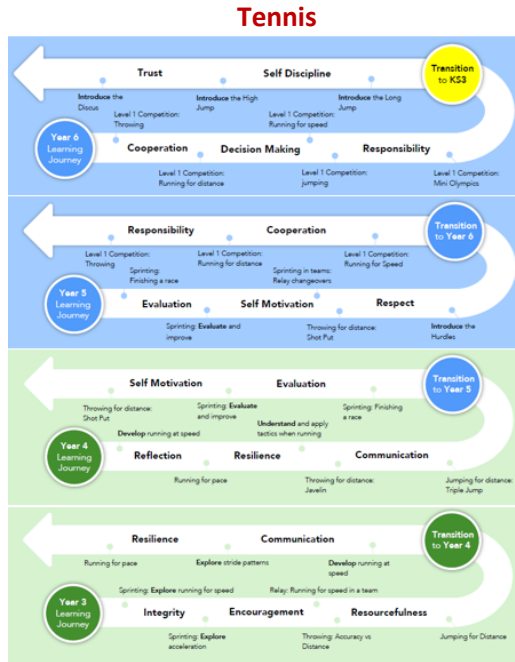 Tennis
Trust
Self Discipline
Transition
to KS3
Introduce the
Discus
Level 1 Competition:
Throwing
Introduce the High
Jump
Level 1 Competition:
Running for speed
Introduce the Long
Jump
Year 6
Learning
Journey
Cooperation
Decision Making
Responsibility
Level 1 Competition:
Running for distance
Level 1 Competition:
jumping
Level 1 Competition:
Mini Olympics
Responsibility
Cooperation
Transition
to Year 6
Level 1 Competition:
Throwing
Sprinting:
Finishing a race
Level 1 Competition:
Running for distance
Sprinting in teams:
Relay changeovers
Level 1 Competition:
Running for Speed
Year 5
Learning
Journey
Evaluation
Self Motivation
Respect
Sprinting: Evaluate and
improve
Throwing for distance:
Shot Put
Introduce the
Hurdles
Self Motivation
Evaluation
Transition
to Year 5
Throwing for distance:
Shot Put
Develop running at speed
Sprinting: Evaluate
and improve
Understand and apply
tactics when running
Sprinting: Finishing
a race
Year 4
Learning
Journey
Reflection
Resilience
Communication
Running for pace
Throwing for distance:
Javelin
Jumping for distance:
Triple Jump
Resilience
Communication
Transition
to Year 4
Running for pace
Explore stride patterns
Develop running at
speed
Sprinting: Explore running for speed
Relay: Running for speed in a team
Year 3
Learning
Journey
Integrity
Encouragement
Resourcefulness
Sprinting: Explore
acceleration
Throwing: Accuracy vs
Distance
Jumping for Distance